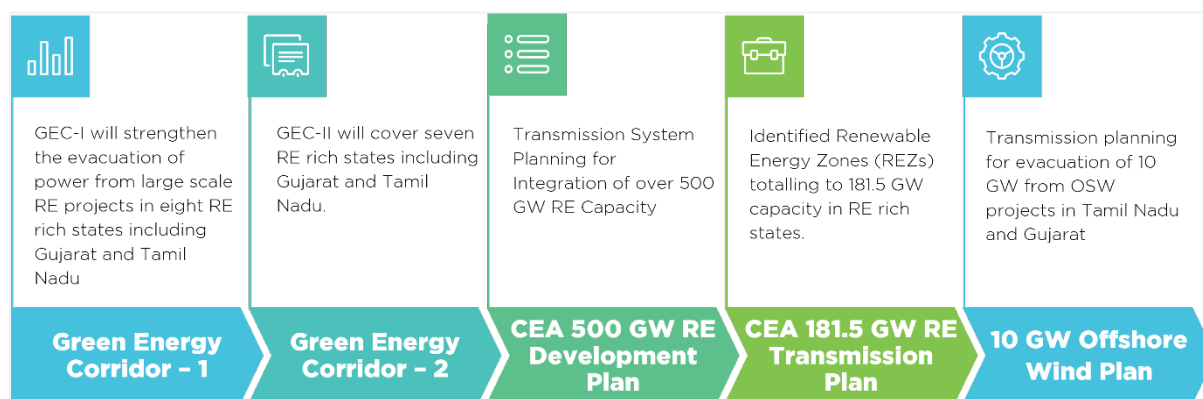 GEC-I will strengthen
the evacuation of
power from large scale
RE projects in eight RE
rich states including
Gujarat and Tamil
Nadu
Green Energy
Corridor – 1
GEC-II will cover seven
RE rich states including
Gujarat and Tamil
Nadu.
Green Energy
Corridor – 2
Transmission System
Planning for
Integration of over 500
GW RE Capacity
CEA 500 GW RE
Development
Plan
Identified Renewable
Energy Zones (REZs)
totalling to 181.5 GW
capacity in RE rich
states.
CEA 181.5 GW RE
Transmission
Plan
Transmission planning
for evacuation of 10
GW from OSW
projects in Tamil Nadu
and Gujarat
10 GW Offshore
Wind Plan